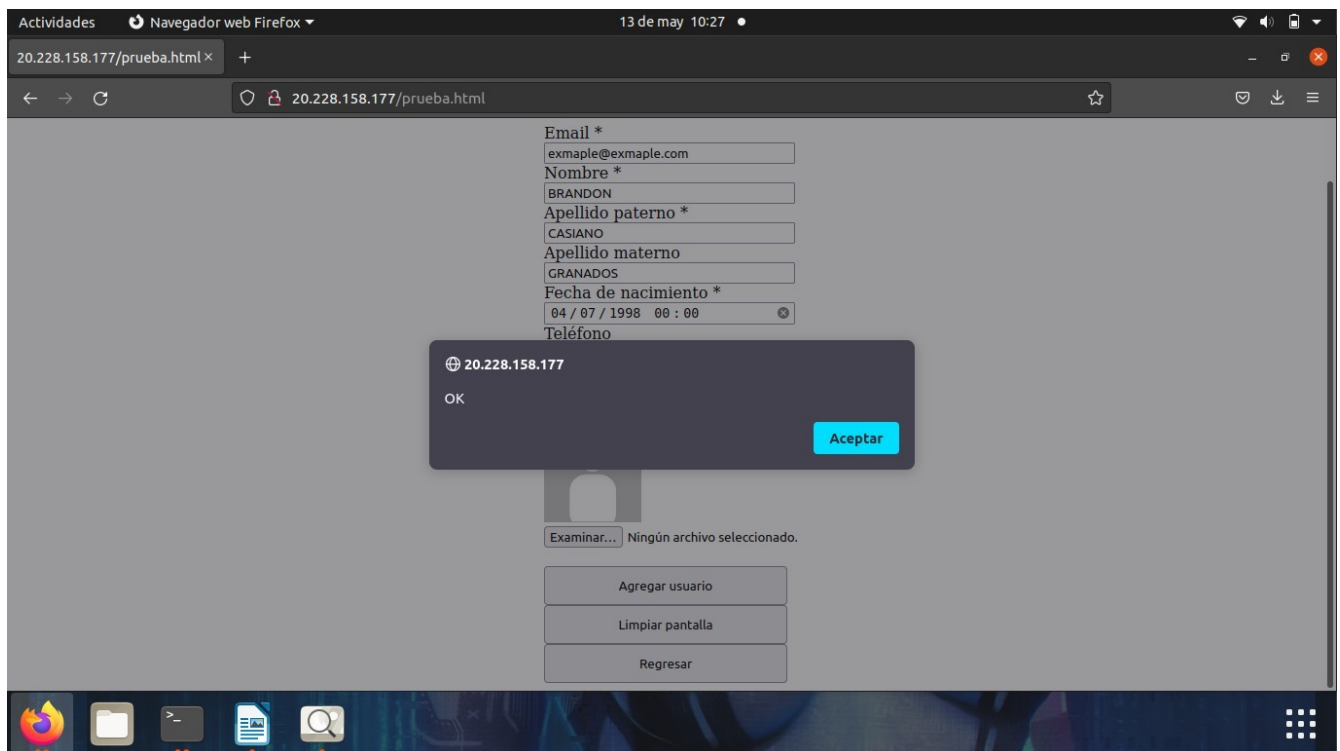 Actividades Navegador web Firefox 13 de may 10:27
20.228.158.177/prueba.html
20.228.158.177/prueba.html
Email *
exmaple@exmaple.com
Nombre *
BRANDON
Apellido paterno *
CASIANO
Apellido materno
GRANADOS
Fecha de nacimiento *
04 / 07 / 1998 00 : 00
Teléfono
20.228.158.177
OK
Aceptar
Examinar... Ningún archivo seleccionado.
Agregar usuario
Limpiar pantalla
Regresar